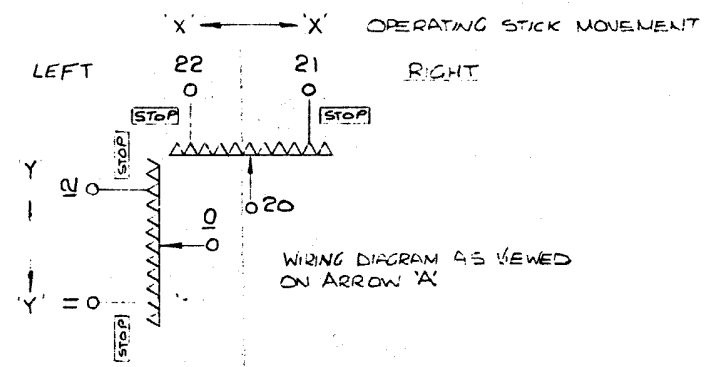 'X' 'X' OPERATING STICK MOVEMENT
LEFT 22 21 RIGHT
STOP STOP
STOP
Y 12
10 20
WIRING DIAGRAM AS VIEWED
ON ARROW 'A'
'Y' 11
STOP